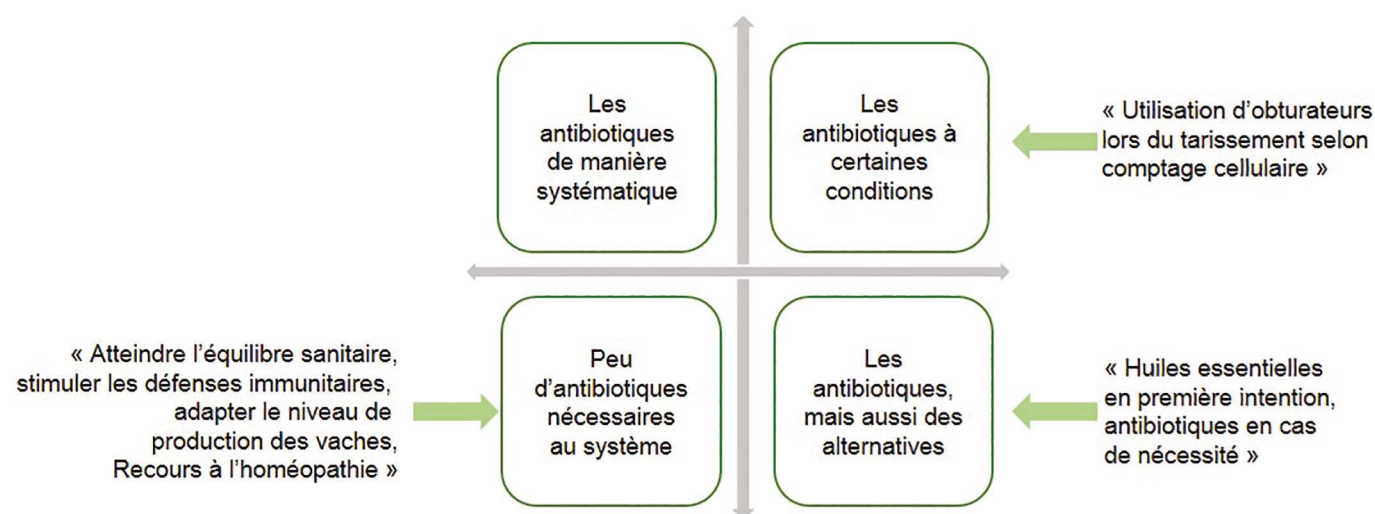 Les
antibiotiques
de manière
systématique
Les
antibiotiques à
certaines
conditions
« Utilisation d’obturateurs
lors du tarissement selon
comptage cellulaire »
« Atteindre l’équilibre sanitaire,
stimuler les défenses immunitaires,
adapter le niveau de
production des vaches,
Recours à l’homéopathie »
Peu
d’antibiotiques
nécessaires
au système
Les
antibiotiques,
mais aussi des
alternatives
« Huiles essentielles
en première intention,
antibiotiques en cas
de nécessité »